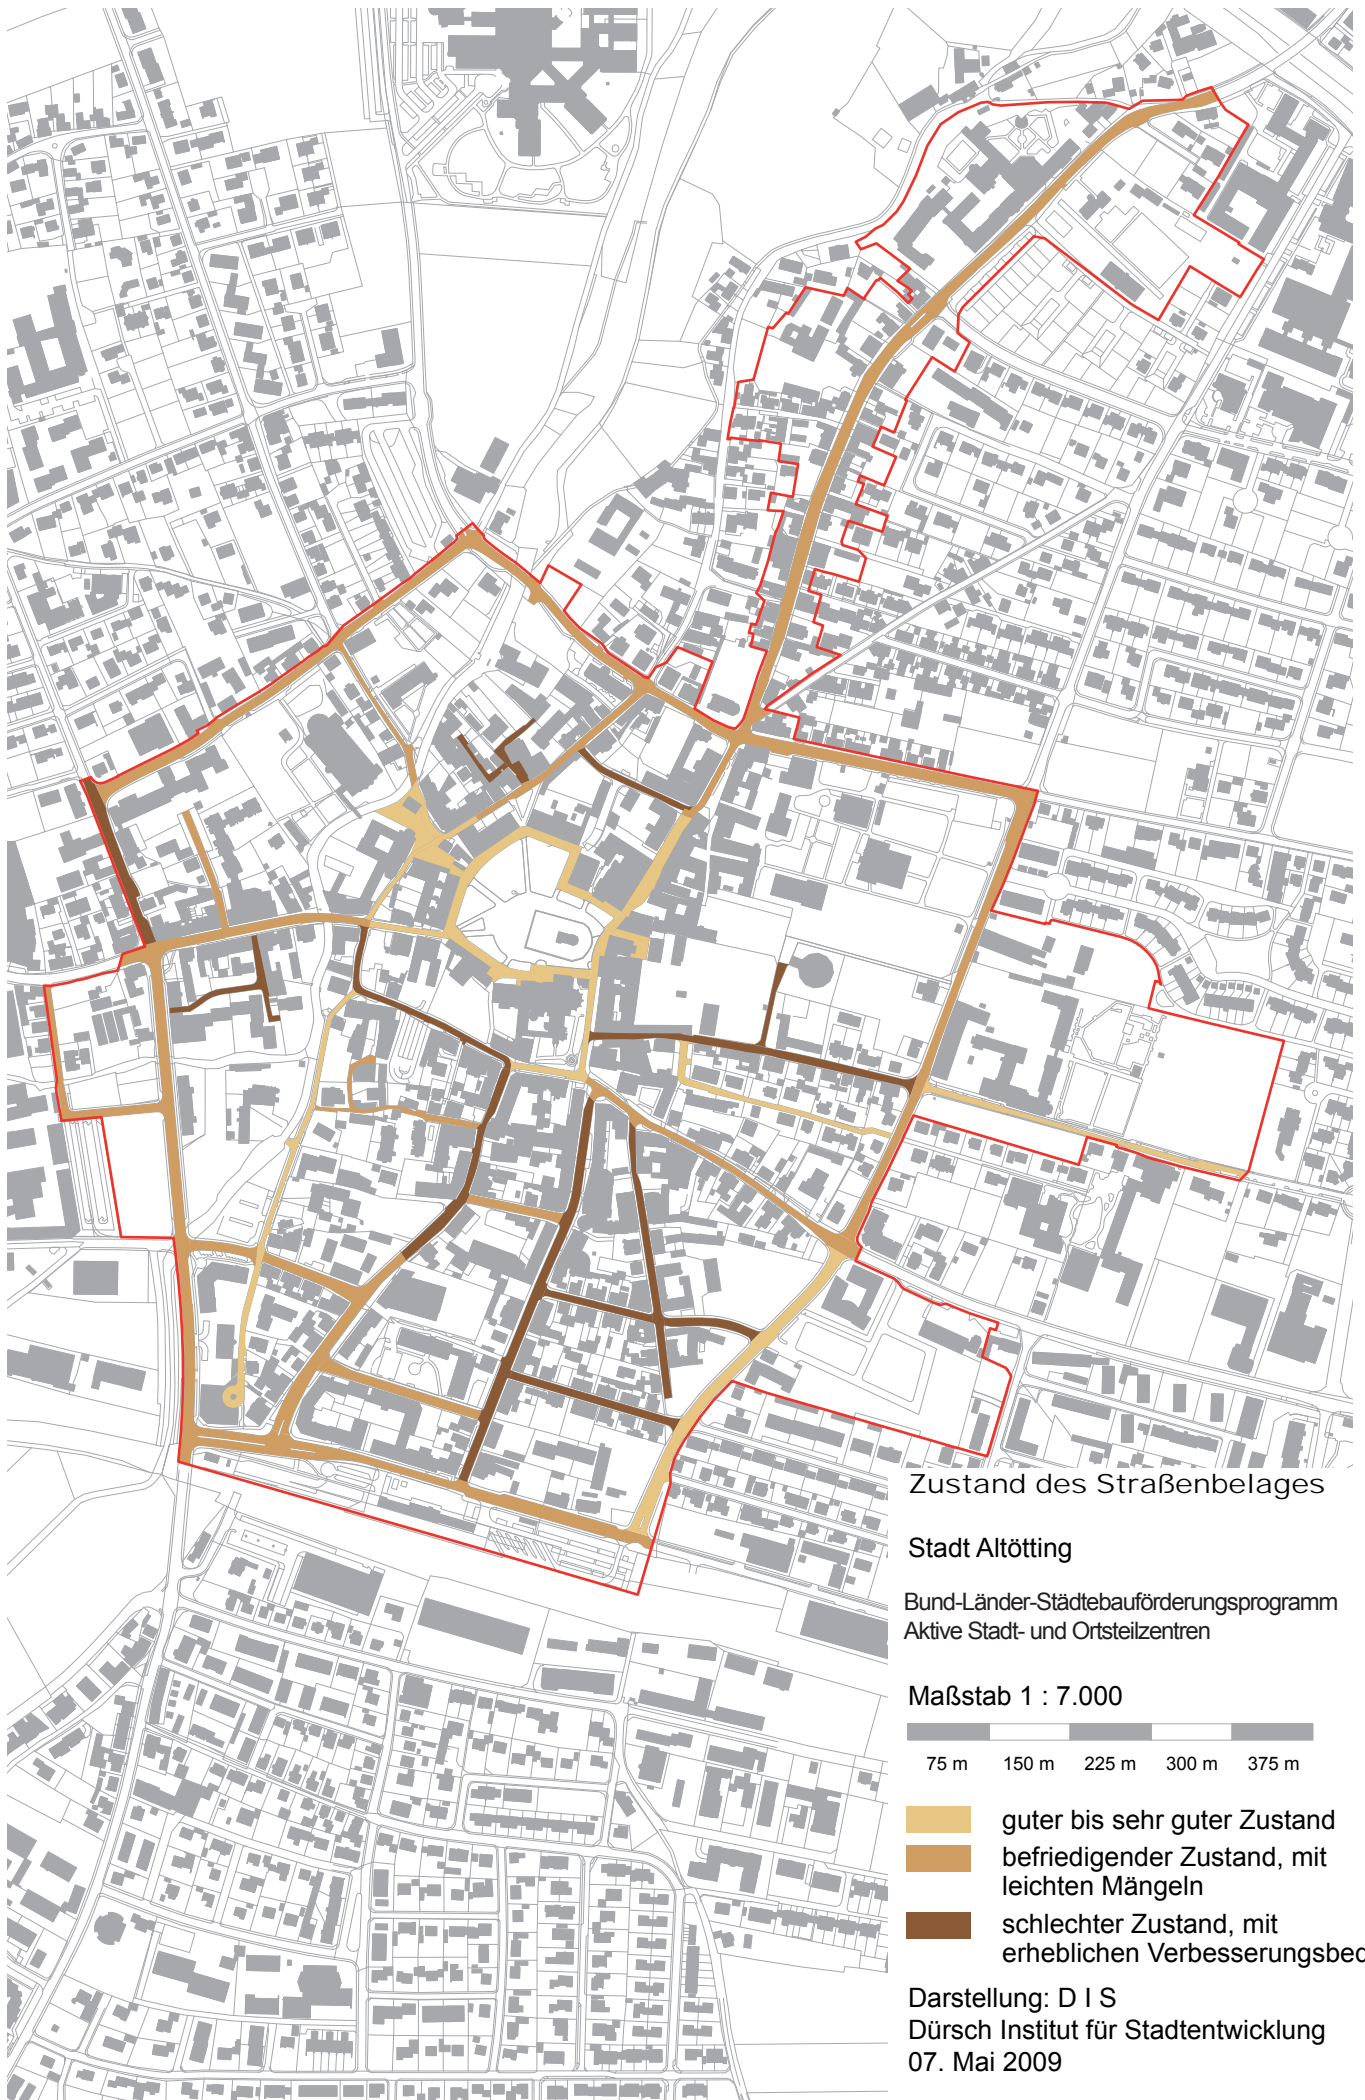 Zustand des Straßenbelages
Stadt Altötting
Bund-Länder-Städtebauförderungsprogramm
Aktive Stadt- und Ortsteilzentren
Maßstab 1 : 7.000
75 m 150 m 225 m 300 m 375 m
guter bis sehr guter Zustand
befriedigender Zustand, mit
leichten Mängeln
schlechter Zustand, mit
erheblichen Verbesserungsbed
Darstellung: D I S
Dürsch Institut für Stadtentwicklung
07. Mai 2009